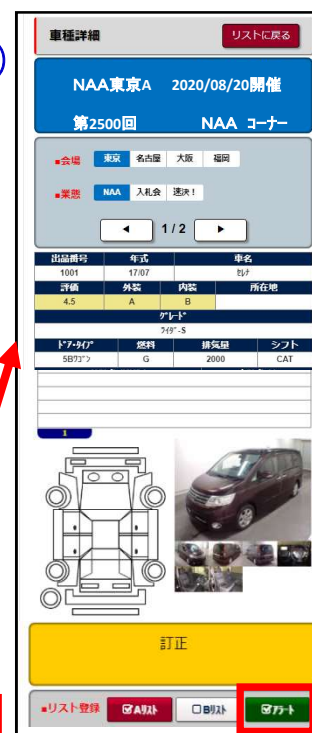 車種詳細
リストに戻る
NAA東京A 2020/08/20開催
第2500回 NAA コーナー
■会場 東京 名古屋 大阪 福岡
■業態 NAA 入札会 速決！
◀ 1 / 2 ▶
出品番号 年式 車名
1001 17/07 ｾﾚﾅ
評価 外装 内装 所在地
4.5 A B
ｸﾞﾚｰﾄﾞ
ﾗｲﾀﾞｰS
ﾄﾞｱ･ﾀｲﾌﾟ 燃料 排気量 シフト
5Bﾜｺﾞﾝ G 2000 CAT
1
訂正
■リスト登録 Aﾘｽﾄ Bﾘｽﾄ ｱﾗｰﾄ